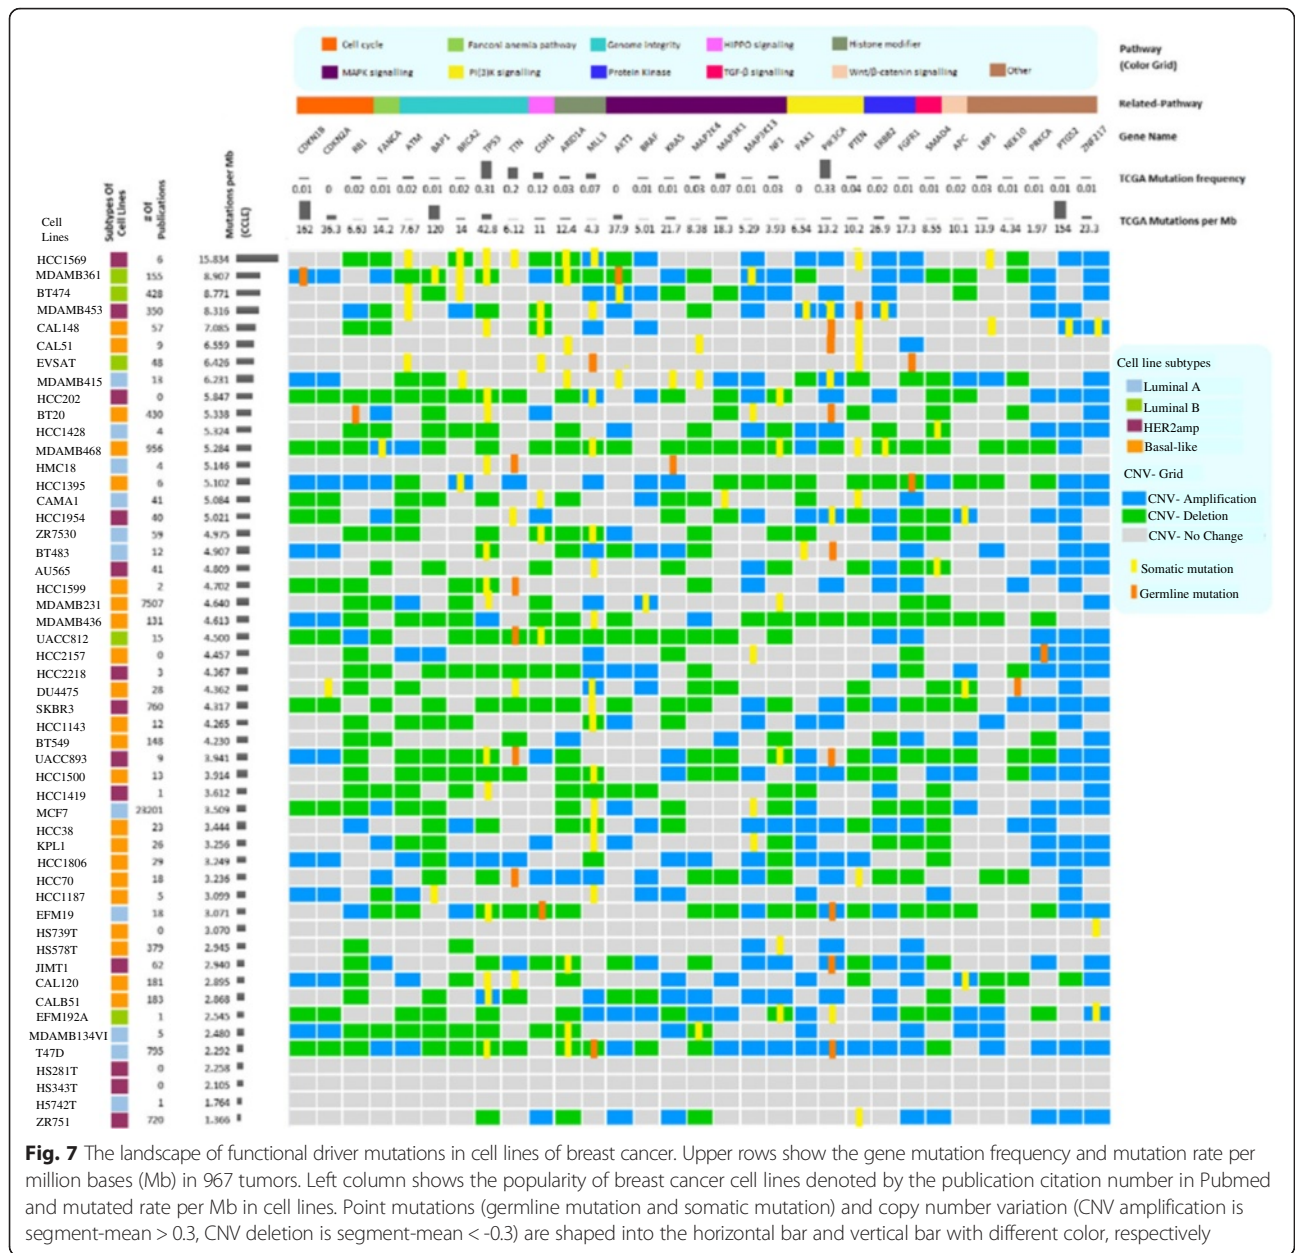 Cell cycle Fanconi anemia pathway Genome integrity HIPPO signaling Histone modifier
MAPK signalling PI(3)K signalling Protein Kinase TGF-β signalling Wnt/β-catenin signalling Other
Pathway
(Color Grid)
Related-Pathway
Gene Name
CDKN1B CDKN2A RB1 FANCA ATM BAP1 BRCA2 TP53 TTN CDH1 ARID1A MLL3 AKT1 BRAF KRAS MAP2K4 MAP3K1 MAP3K13 NF1 PAK1 PIK3CA PTEN ERBB2 FGFR1 SMAD4 APC LRP1 NEK10 PRKCA PTGS2 ZNF217
TCGA Mutation frequency
0.01 0 0.02 0.01 0.02 0.01 0.02 0.31 0.2 0.12 0.03 0.07 0 0.01 0.01 0.03 0.07 0.01 0.03 0 0.33 0.04 0.02 0.01 0.01 0.02 0.03 0.01 0.01 0.01 0.01
TCGA Mutations per Mb
162 36.3 6.63 14.2 7.67 120 14 42.8 6.12 11 12.4 4.3 37.9 5.01 21.7 8.38 18.3 5.29 3.93 6.54 13.2 10.2 26.9 17.3 8.55 10.1 13.9 4.34 1.97 154 23.3
Cell
Lines
Subtypes Of
Cell Lines
# Of
Publications
Mutations per Mb
(CCLE)
HCC1569 6 15.834
MDAMB361 155 8.907
BT474 428 8.771
MDAMB453 350 8.316
CAL148 57 7.085
CAL51 9 6.559
EVSAT 48 6.426
MDAMB415 13 6.231
HCC202 0 5.847
BT20 430 5.338
HCC1428 4 5.324
MDAMB468 956 5.284
HMC18 4 5.146
HCC1395 6 5.102
CAMA1 41 5.084
HCC1954 40 5.021
ZR7530 59 4.975
BT483 12 4.907
AU565 41 4.809
HCC1599 2 4.702
MDAMB231 7507 4.640
MDAMB436 131 4.613
UACC812 15 4.500
HCC2157 0 4.457
HCC2218 3 4.367
DU4475 28 4.362
SKBR3 760 4.317
HCC1143 12 4.265
BT549 148 4.230
UACC893 9 3.941
HCC1500 13 3.914
HCC1419 1 3.612
MCF7 23201 3.509
HCC38 23 3.444
KPL1 26 3.256
HCC1806 29 3.249
HCC70 18 3.236
HCC1187 5 3.099
EFM19 18 3.071
HS739T 0 3.070
HS578T 379 2.945
JIMT1 62 2.940
CAL120 181 2.895
CALB51 183 2.868
EFM192A 1 2.545
MDAMB134VI 5 2.480
T47D 795 2.292
HS281T 0 2.258
HS343T 0 2.105
H5742T 1 1.764
ZR751 720 1.366
Cell line subtypes
Luminal A
Luminal B
HER2amp
Basal-like
CNV- Grid
CNV- Amplification
CNV- Deletion
CNV- No Change
Somatic mutation
Germline mutation
Fig. 7 The landscape of functional driver mutations in cell lines of breast cancer. Upper rows show the gene mutation frequency and mutation rate per
million bases (Mb) in 967 tumors. Left column shows the popularity of breast cancer cell lines denoted by the publication citation number in Pubmed
and mutated rate per Mb in cell lines. Point mutations (germline mutation and somatic mutation) and copy number variation (CNV amplification is
segment-mean > 0.3, CNV deletion is segment-mean < -0.3) are shaped into the horizontal bar and vertical bar with different color, respectively